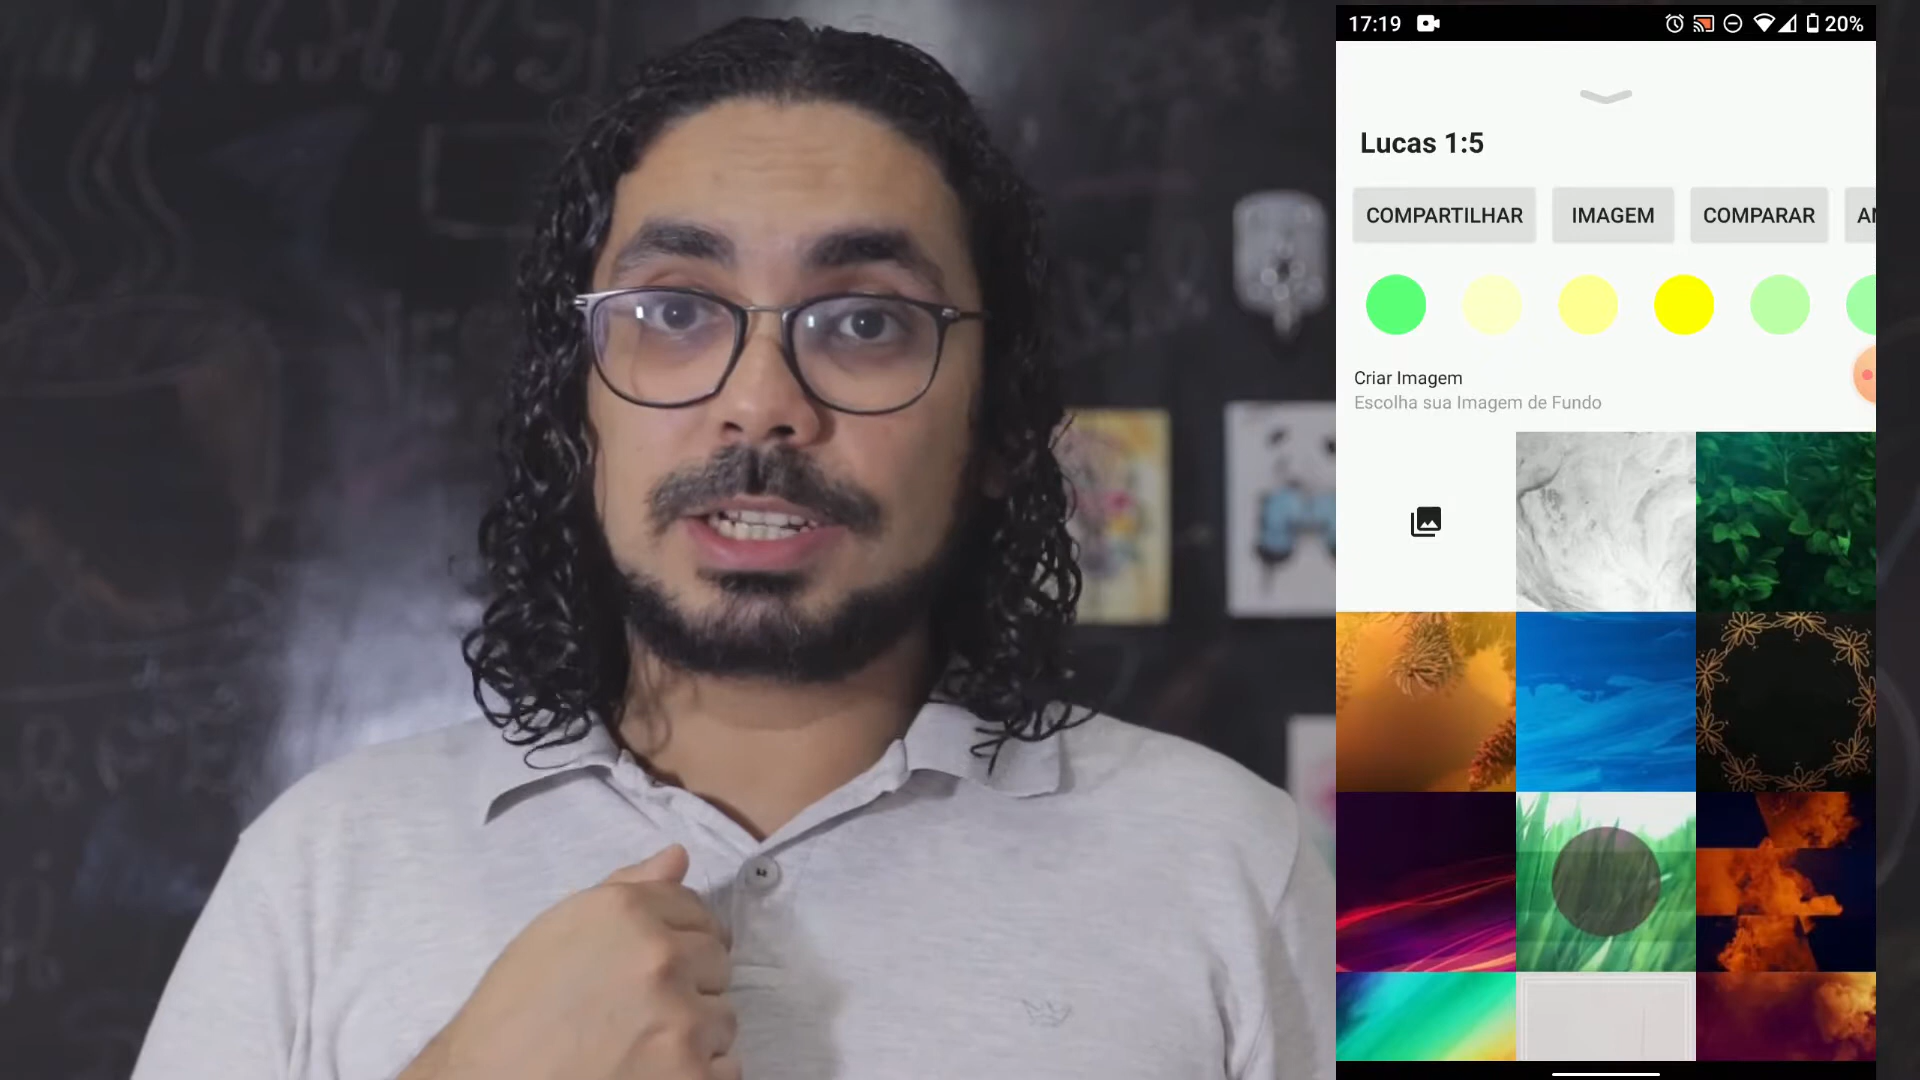 17:19
20%
Lucas 1:5
COMPARTILHAR
IMAGEM
COMPARAR
Criar Imagem
Escolha sua Imagem de Fundo